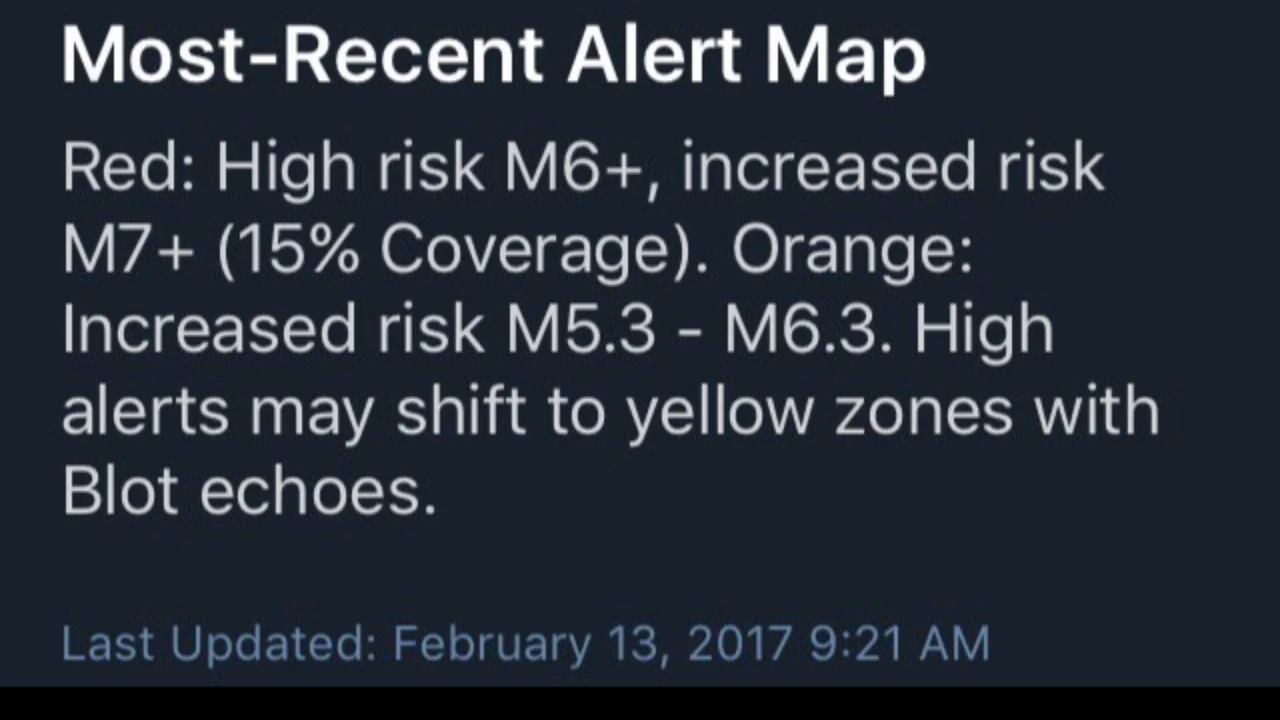 Most-Recent Alert Map
Red: High risk M6+, increased risk
M7+ (15% Coverage). Orange:
Increased risk M5.3 - M6.3. High
alerts may shift to yellow zones with
Blot echoes.
Last Updated: February 13, 2017 9:21 AM